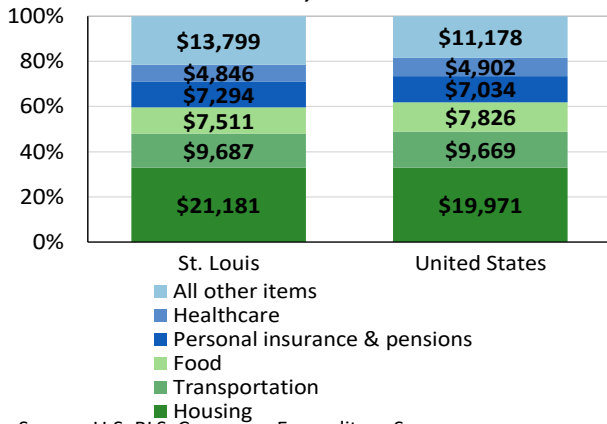 100%
$13,799
$11,178
80%
$4,846
$4,902
$7,294
$7,034
60%
$7,511
$7,826
40%
$9,687
$9,669
20%
$21,181
$19,971
0%
St. Louis
United States
All other items
Healthcare
Personal insurance & pensions
Food
Transportation
Housing